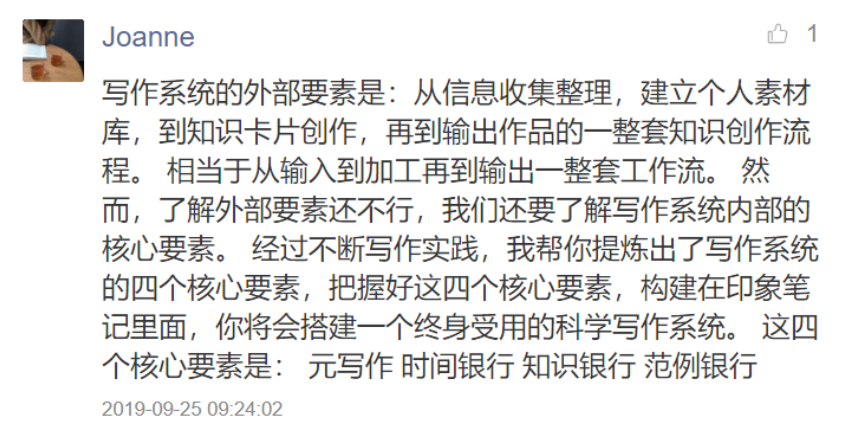 Joanne
1
写作系统的外部要素是：从信息收集整理，建立个人素材
库，到知识卡片创作，再到输出作品的一整套知识创作流
程。 相当于从输入到加工再到输出一整套工作流。 然
而，了解外部要素还不行，我们还要了解写作系统内部的
核心要素。 经过不断写作实践，我帮你提炼出了写作系统
的四个核心要素，把握好这四个核心要素，构建在印象笔
记里面，你将会搭建一个终身受用的科学写作系统。 这四
个核心要素是： 元写作 时间银行 知识银行 范例银行
2019-09-25 09:24:02